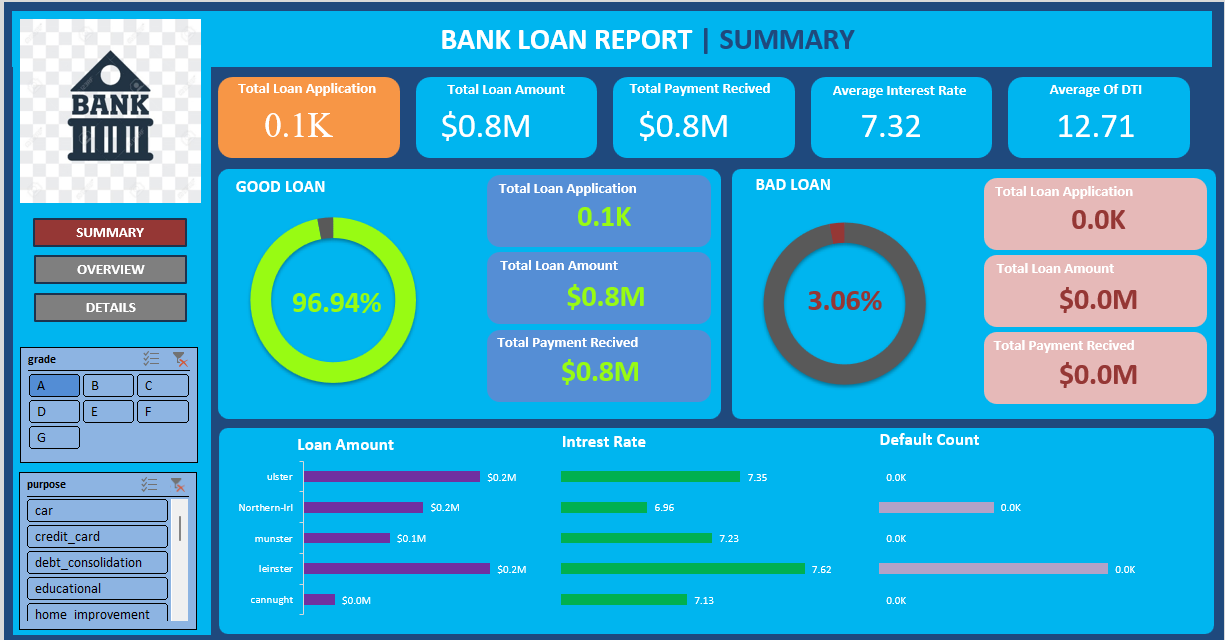 BANK LOAN REPORT | SUMMARY
BANK
Total Loan Application
0.1K
Total Loan Amount
$0.8M
Total Payment Recived
$0.8M
Average Interest Rate
7.32
Average Of DTI
12.71
SUMMARY
OVERVIEW
DETAILS
grade
A B C
D E F
G
purpose
car
credit_card
debt_consolidation
educational
home_improvement
GOOD LOAN
96.94%
Total Loan Application
0.1K
Total Loan Amount
$0.8M
Total Payment Recived
$0.8M
BAD LOAN
3.06%
Total Loan Application
0.0K
Total Loan Amount
$0.0M
Total Payment Recived
$0.0M
Loan Amount
ulster $0.2M
Northern-Irl $0.2M
munster $0.1M
leinster $0.2M
cannught $0.0M
Intrest Rate
7.35
6.96
7.23
7.62
7.13
Default Count
0.0K
0.0K
0.0K
0.0K
0.0K